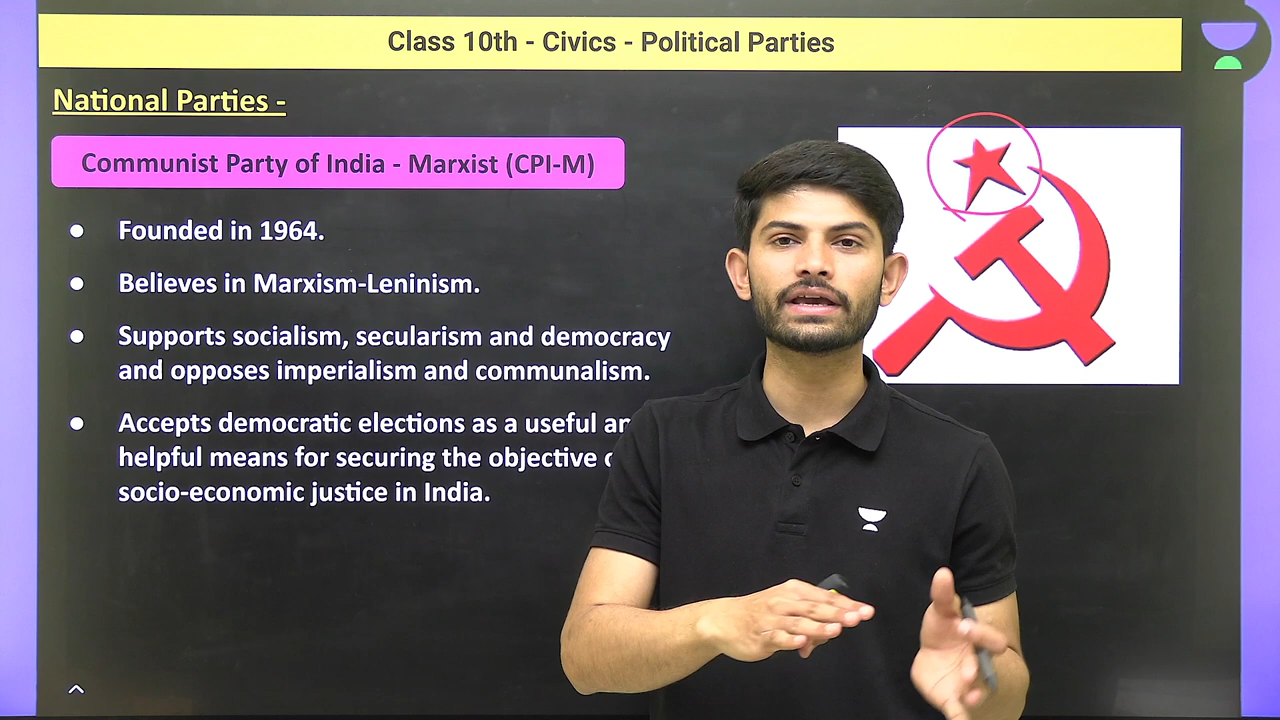 Class 10th - Civics - Political Parties
National Parties -
Communist Party of India - Marxist (CPI-M)
● Founded in 1964.
● Believes in Marxism-Leninism.
● Supports socialism, secularism and democracy
and opposes imperialism and communalism.
● Accepts democratic elections as a useful
helpful means for securing the objective
socio-economic justice in India.